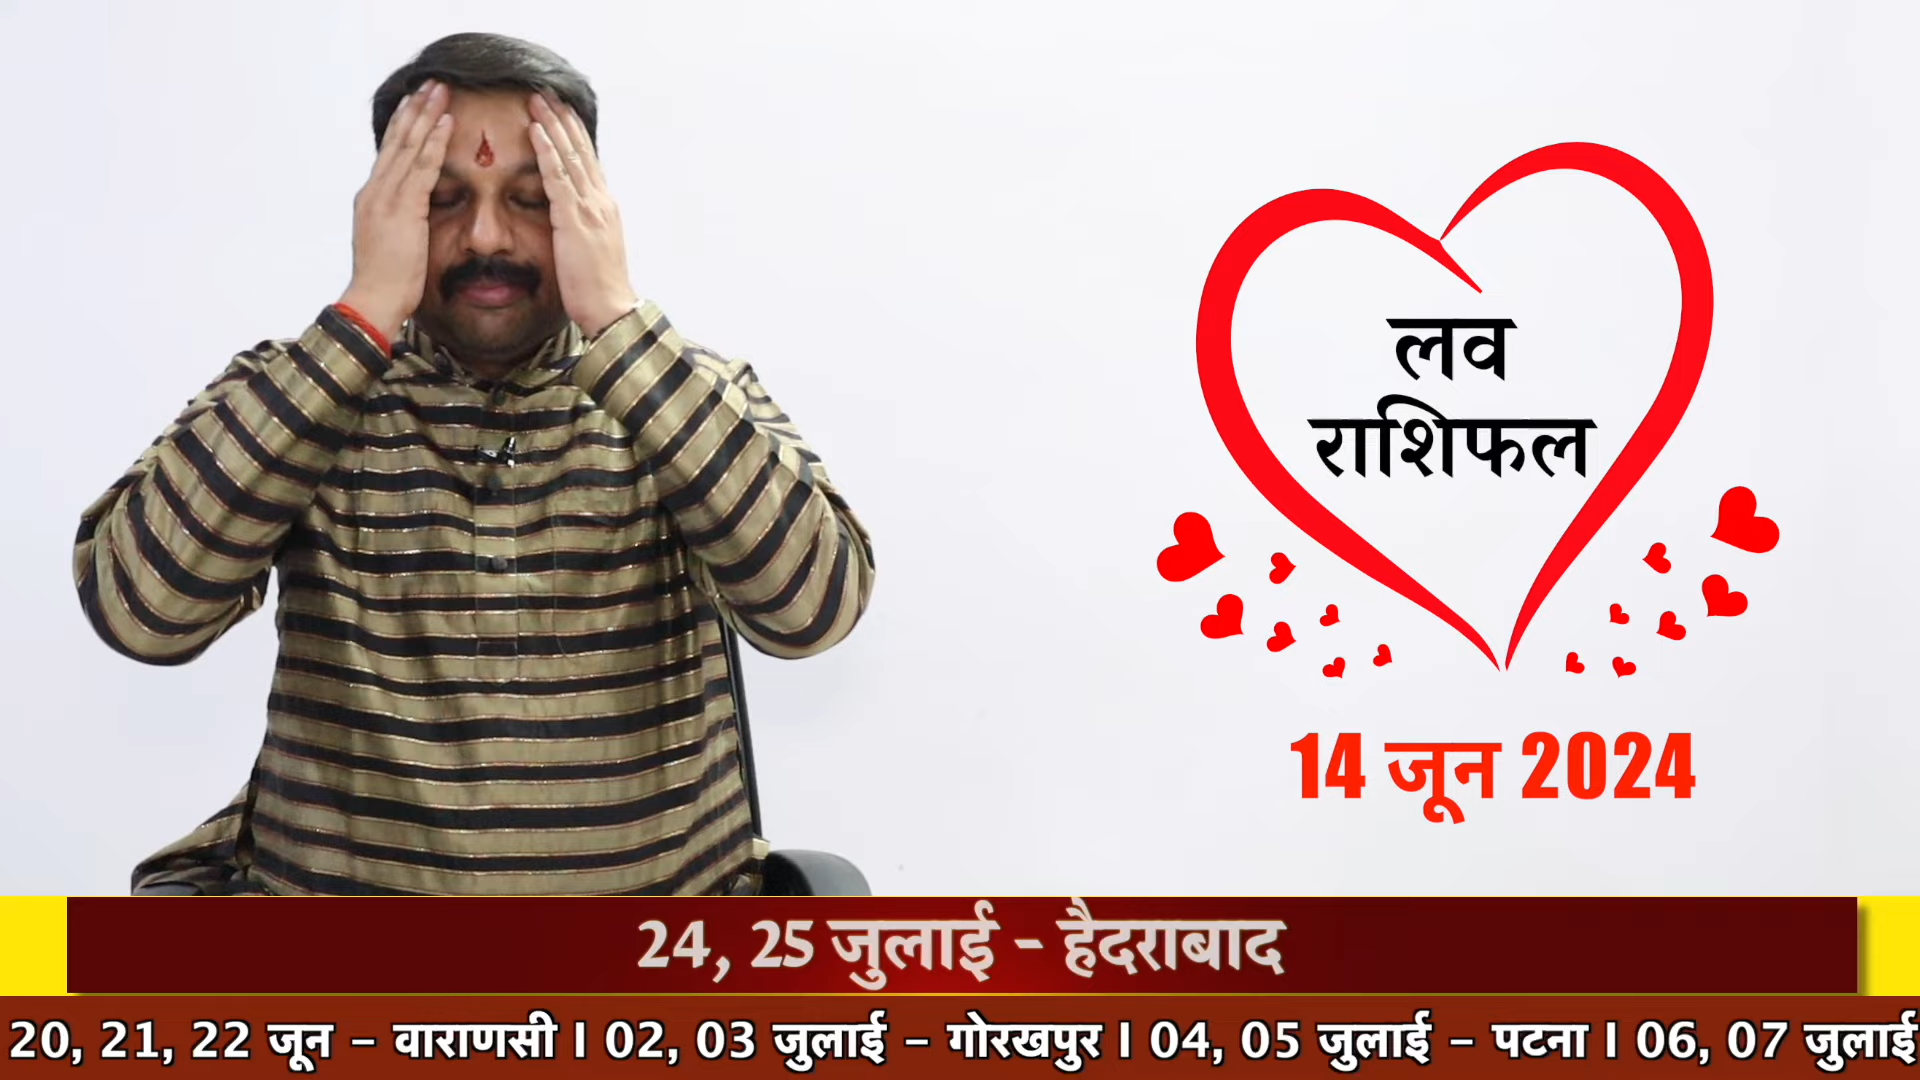 लव
राशिफल
14 जून 2024
24, 25 जुलाई - हैदराबाद
20, 21, 22 जून - वाराणसी । 02, 03 जुलाई - गोरखपुर । 04, 05 जुलाई - पटना । 06, 07 जुलाई